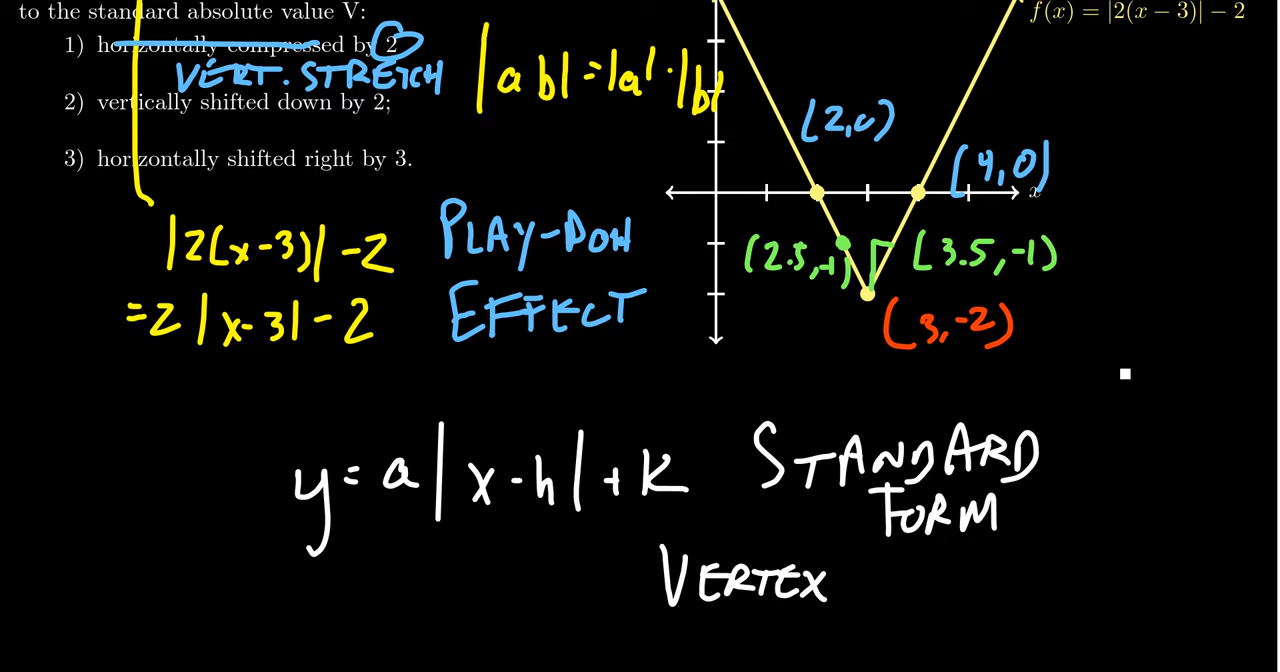 to the standard absolute value V:
f(x) = |2(x − 3)| − 2
1) horizontally compressed by 2
VERT. STRETCH
|ab| = |a| · |b|
2) vertically shifted down by 2;
(2,0)
3) horizontally shifted right by 3.
(4,0)
x
|2(x-3)| -2
PLAY-DOH
(2.5,-1)
(3.5,-1)
=2|x-3|-2
EFFECT
(3,-2)
y=a|x-h|+k
STANDARD
FORM
VERTEX